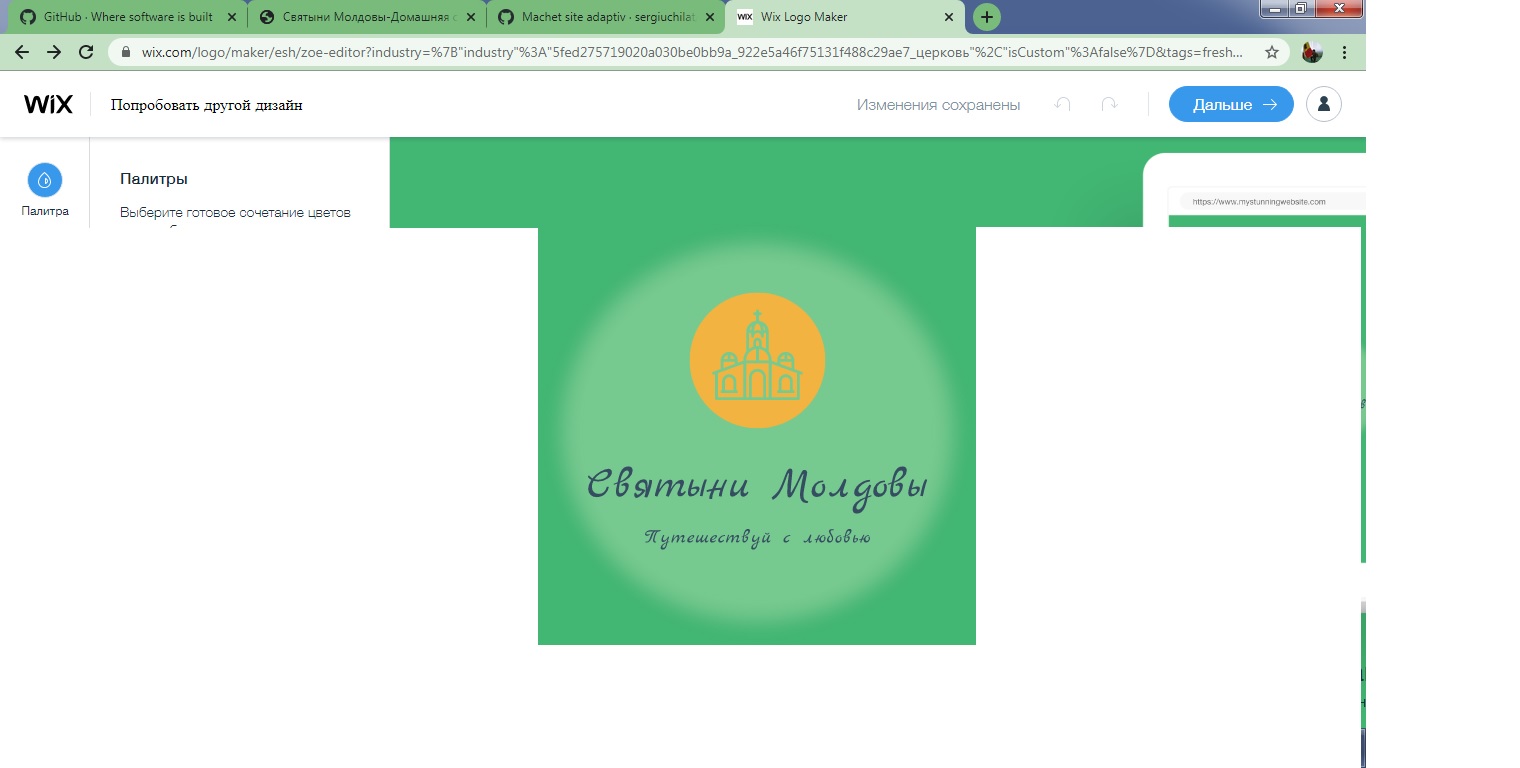 GitHub · Where software is built
Святыни Молдовы-Домашняя
Machet site adaptiv · sergiuchilat
WiX Wix Logo Maker
wix.com/logo/maker/esh/zoe-editor?industry=%7B"industry"%3A"5fed275719020a030be0bb9a_922e5a46f75131f488c29ae7_церковь"%2C"isCustom"%3Afalse%7D&tags=fresh...
WiX Попробовать другой дизайн
Изменения сохранены
Дальше
Палитра
Палитры
Выберите готовое сочетание цветов
https://www.mystunningwebsite.com
Святыни Молдовы
Путешествуй с любовью